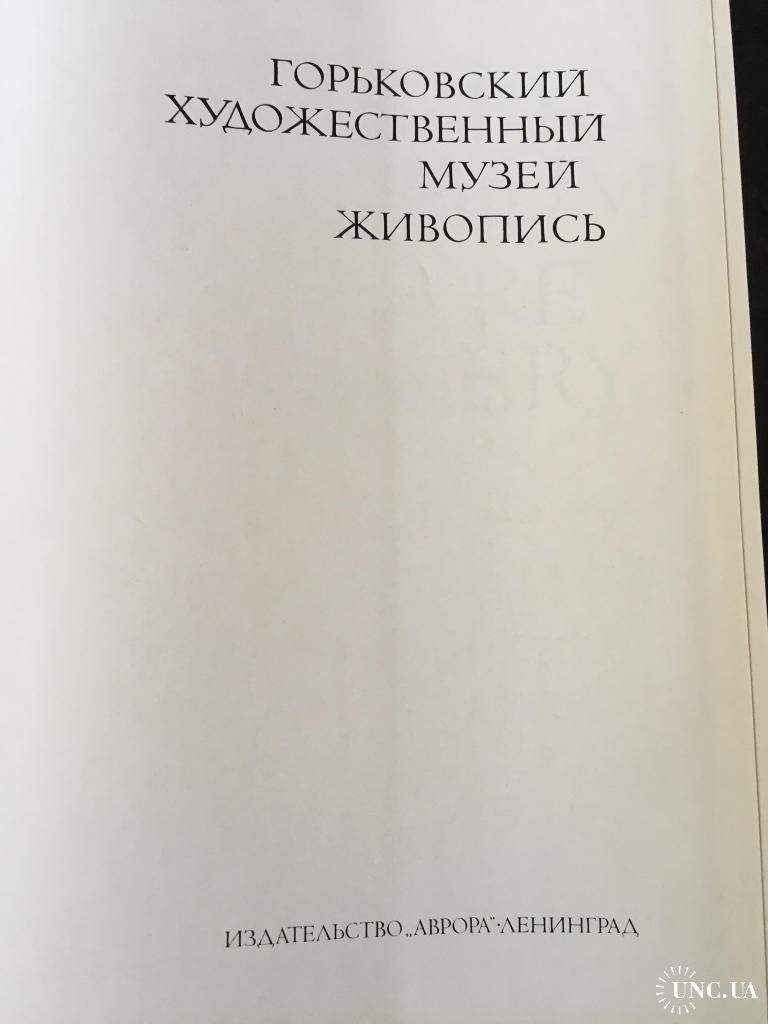 ГОРЬКОВСКИЙ
ХУДОЖЕСТВЕННЫЙ
МУЗЕЙ
ЖИВОПИСЬ
ИЗДАТЕЛЬСТВО „АВРОРА“·ЛЕНИНГРАД
UNC.UA